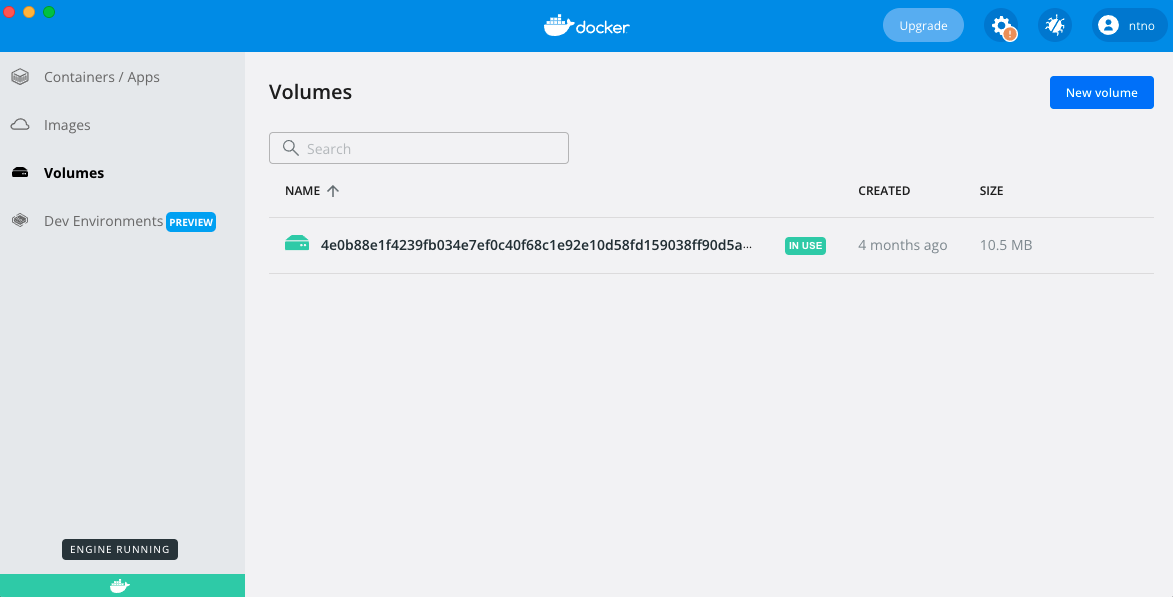 docker
Upgrade
!
ntno
Containers / Apps
Images
Volumes
Dev Environments PREVIEW
ENGINE RUNNING
Volumes
New volume
Search
NAME CREATED SIZE
4e0b88e1f4239fb034e7ef0c40f68c1e92e10d58fd159038ff90d5a... IN USE 4 months ago 10.5 MB